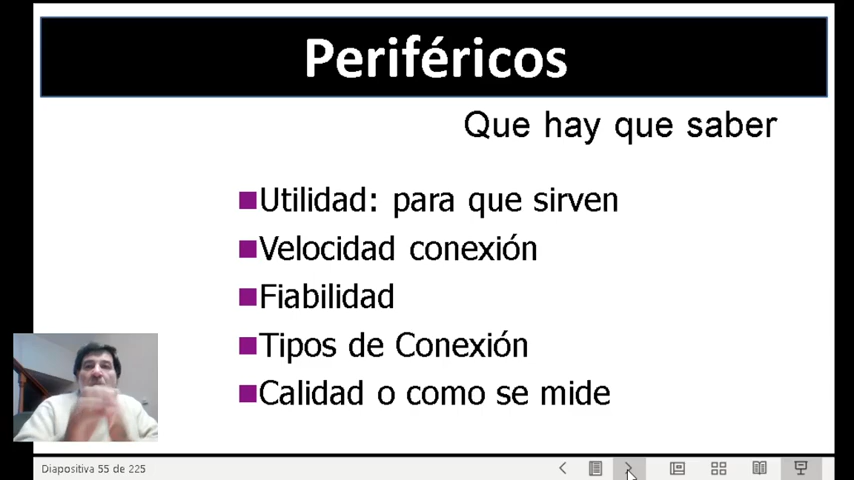 Periféricos
Que hay que saber
Utilidad: para que sirven
Velocidad conexión
Fiabilidad
Tipos de Conexión
Calidad o como se mide
Diapositiva 55 de 225